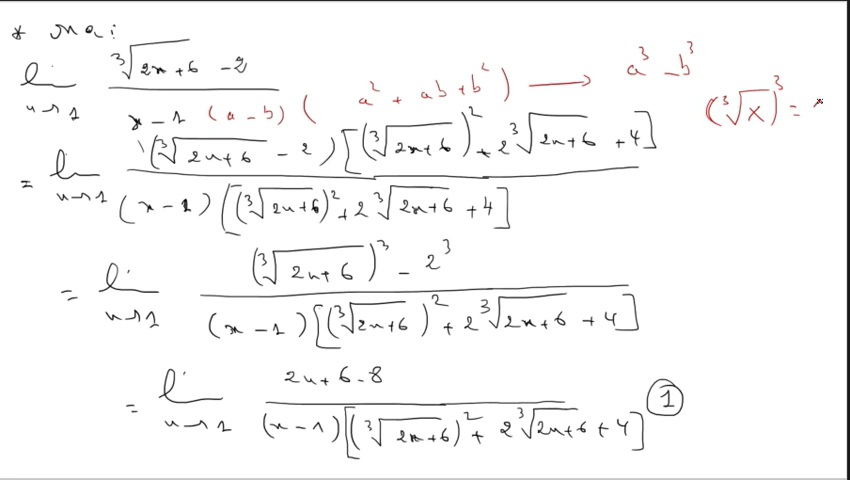 * VD:
lim ∛(2x+6) - 2 / x - 1 (a - b) ( a² + ab + b² ) ⟶ a³ - b³
x→1
(∛x)³ =
= lim (∛(2x+6) - 2) [(∛(2x+6))² + 2∛(2x+6) + 4] / (x - 1) [(∛(2x+6))² + 2∛(2x+6) + 4]
x→1
= lim (∛(2x+6))³ - 2³ / (x - 1) [(∛(2x+6))² + 2∛(2x+6) + 4]
x→1
= lim 2x + 6 - 8 / (x - 1) [(∛(2x+6))² + 2∛(2x+6) + 4] ①
x→1